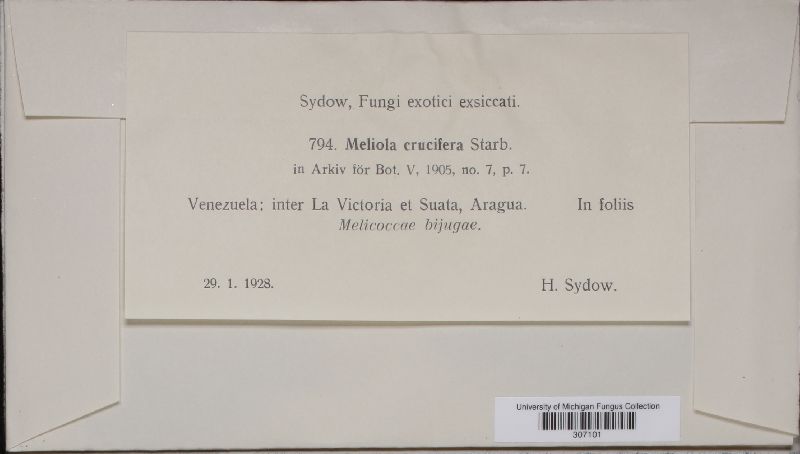 Sydow, Fungi exotici exsiccati.
794. Meliola crucifera Starb.
in Arkiv för Bot. V, 1905, no. 7, p. 7.
Venezuela: inter La Victoria et Suata, Aragua. In foliis
Melicoccae bijugae.
29. 1. 1928. H. Sydow.
University of Michigan Fungus Collection
307101